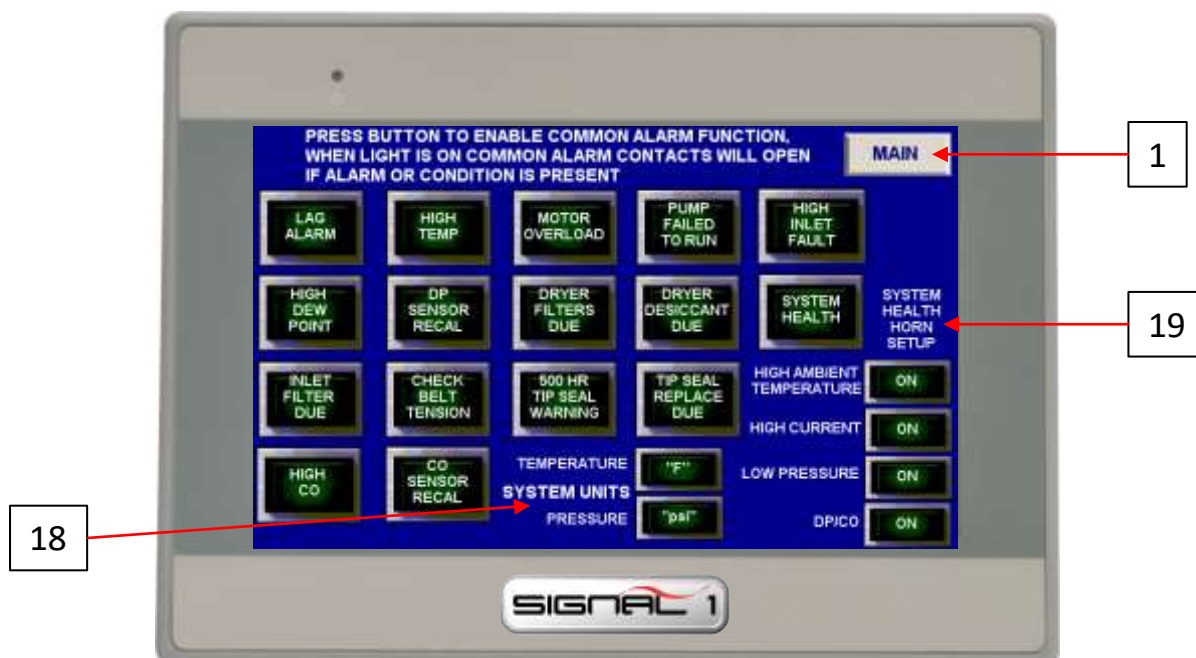 PRESS BUTTON TO ENABLE COMMON ALARM FUNCTION,
WHEN LIGHT IS ON COMMON ALARM CONTACTS WILL OPEN
IF ALARM OR CONDITION IS PRESENT
MAIN
1
LAG
ALARM
HIGH
TEMP
MOTOR
OVERLOAD
PUMP
FAILED
TO RUN
HIGH
INLET
FAULT
HIGH
DEW
POINT
DP
SENSOR
RECAL
DRYER
FILTERS
DUE
DRYER
DESICCANT
DUE
SYSTEM
HEALTH
SYSTEM
HEALTH
HORN
SETUP
19
INLET
FILTER
DUE
CHECK
BELT
TENSION
500 HR
TIP SEAL
WARNING
TIP SEAL
REPLACE
DUE
HIGH AMBIENT
TEMPERATURE
ON
HIGH CURRENT
ON
HIGH
CO
CO
SENSOR
RECAL
TEMPERATURE
"F"
SYSTEM UNITS
PRESSURE
"psi"
LOW PRESSURE
ON
DP/CO
ON
18
SIGNAL 1